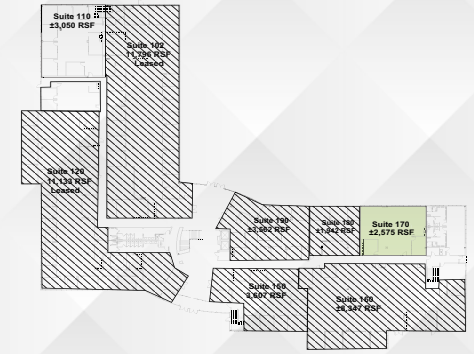 Suite 110
±3,050 RSF
Suite 102
11,796 RSF
Leased
Suite 120
11,133 RSF
Leased
Suite 190
±3,562 RSF
Suite 180
±1,942 RSF
Suite 170
±2,575 RSF
Suite 150
3,607 RSF
Suite 160
±8,347 RSF